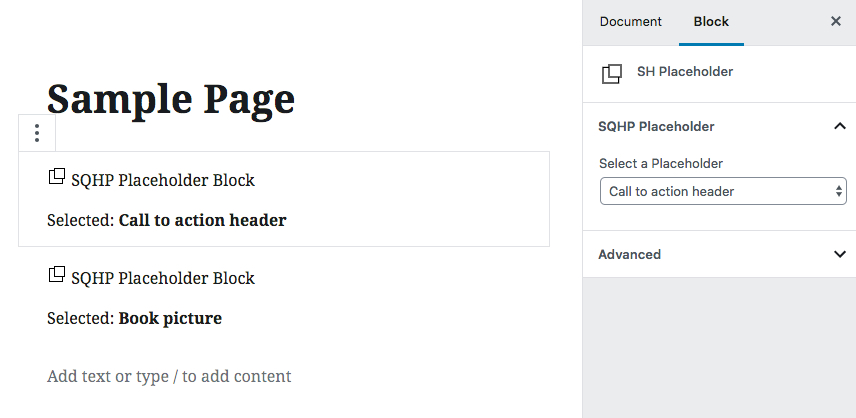 Sample Page
SQHP Placeholder Block
Selected: Call to action header
SQHP Placeholder Block
Selected: Book picture
Add text or type / to add content
Document Block
SH Placeholder
SQHP Placeholder
Select a Placeholder
Call to action header
Advanced